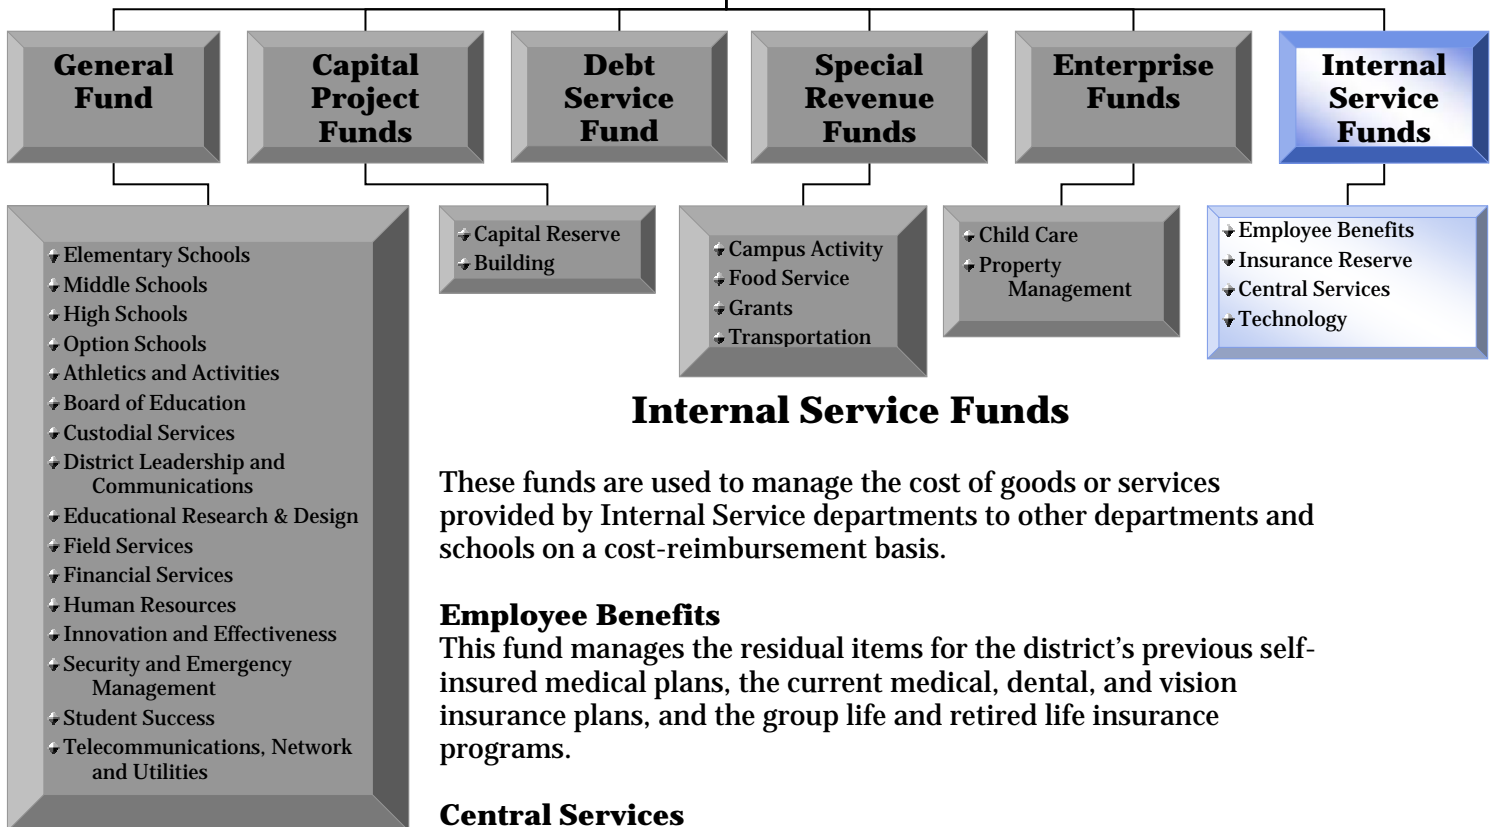 General
Fund
Capital
Project
Funds
Debt
Service
Fund
Special
Revenue
Funds
Enterprise
Funds
Internal
Service
Funds
Elementary Schools
Middle Schools
High Schools
Option Schools
Athletics and Activities
Board of Education
Custodial Services
District Leadership and
Communications
Educational Research & Design
Field Services
Financial Services
Human Resources
Innovation and Effectiveness
Security and Emergency
Management
Student Success
Telecommunications, Network
and Utilities
Capital Reserve
Building
Campus Activity
Food Service
Grants
Transportation
Child Care
Property
Management
Employee Benefits
Insurance Reserve
Central Services
Technology
Internal Service Funds
These funds are used to manage the cost of goods or services
provided by Internal Service departments to other departments and
schools on a cost-reimbursement basis.
Employee Benefits
This fund manages the residual items for the district’s previous self-
insured medical plans, the current medical, dental, and vision
insurance plans, and the group life and retired life insurance
programs.
Central Services